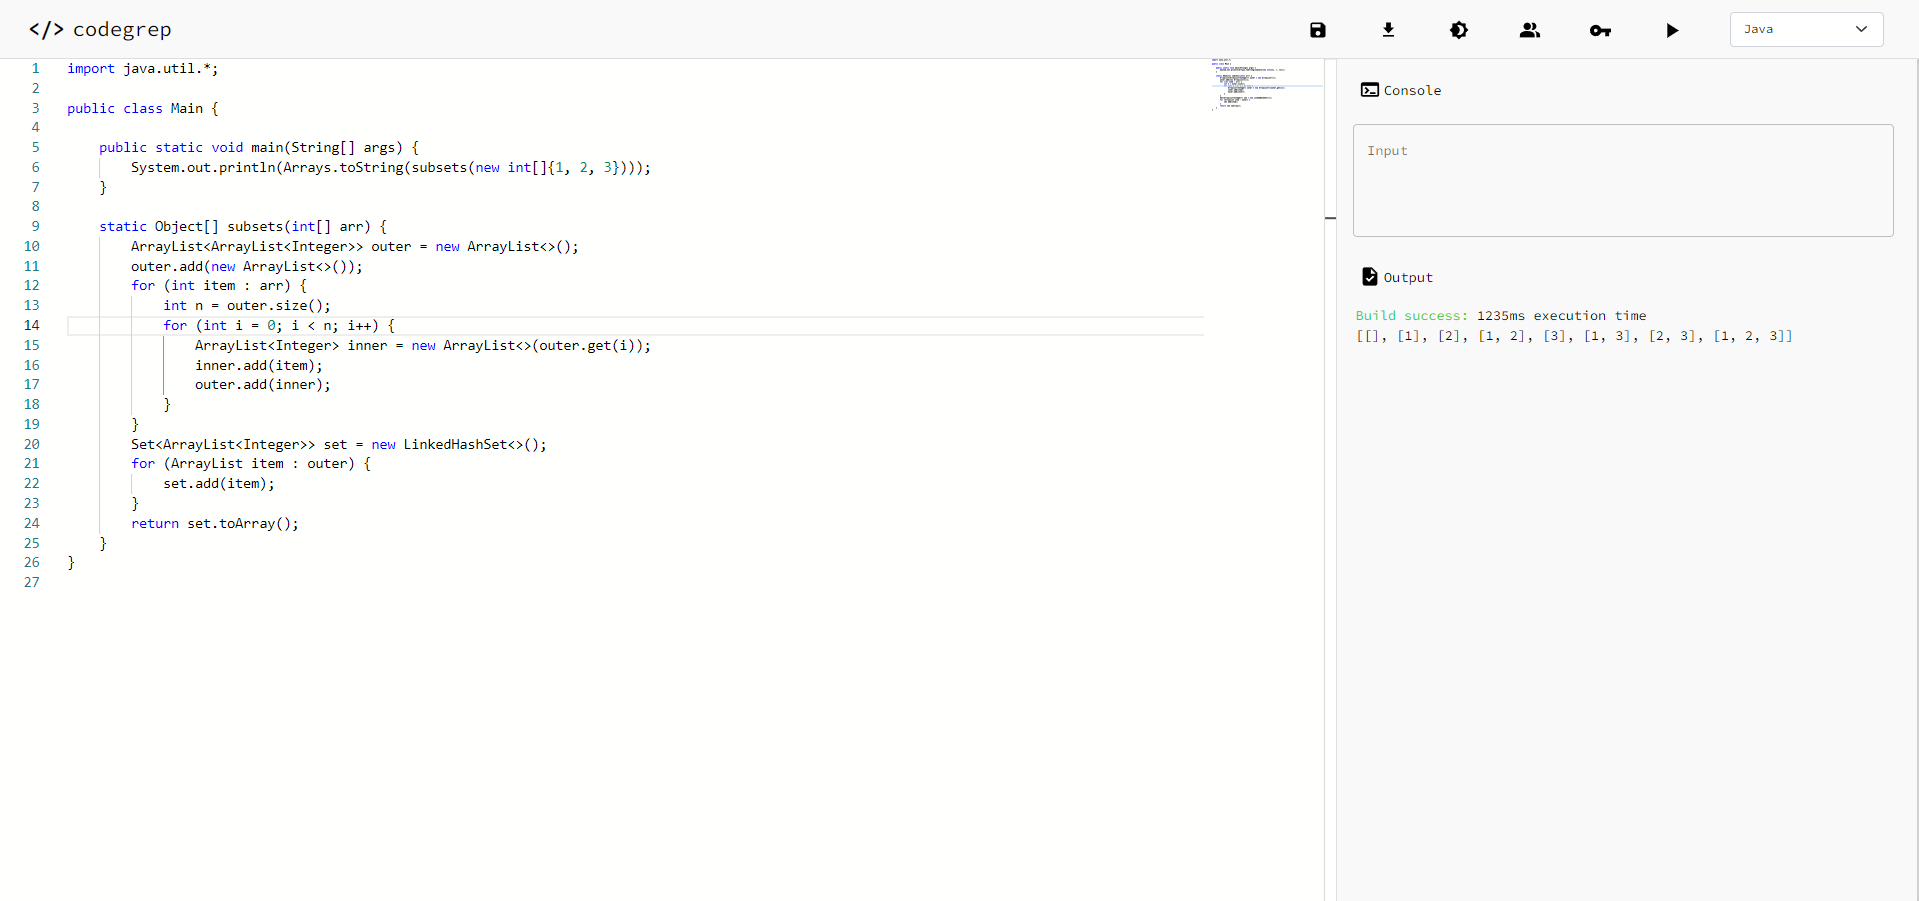 </> codegrep
Java
1 import java.util.*;
2
3 public class Main {
4
5     public static void main(String[] args) {
6         System.out.println(Arrays.toString(subsets(new int[]{1, 2, 3})));
7     }
8
9     static Object[] subsets(int[] arr) {
10         ArrayList<ArrayList<Integer>> outer = new ArrayList<>();
11         outer.add(new ArrayList<>());
12         for (int item : arr) {
13             int n = outer.size();
14             for (int i = 0; i < n; i++) {
15                 ArrayList<Integer> inner = new ArrayList<>(outer.get(i));
16                 inner.add(item);
17                 outer.add(inner);
18             }
19         }
20         Set<ArrayList<Integer>> set = new LinkedHashSet<>();
21         for (ArrayList item : outer) {
22             set.add(item);
23         }
24         return set.toArray();
25     }
26 }
27
Console
Input
Output
Build success: 1235ms execution time
[[], [1], [2], [1, 2], [3], [1, 3], [2, 3], [1, 2, 3]]